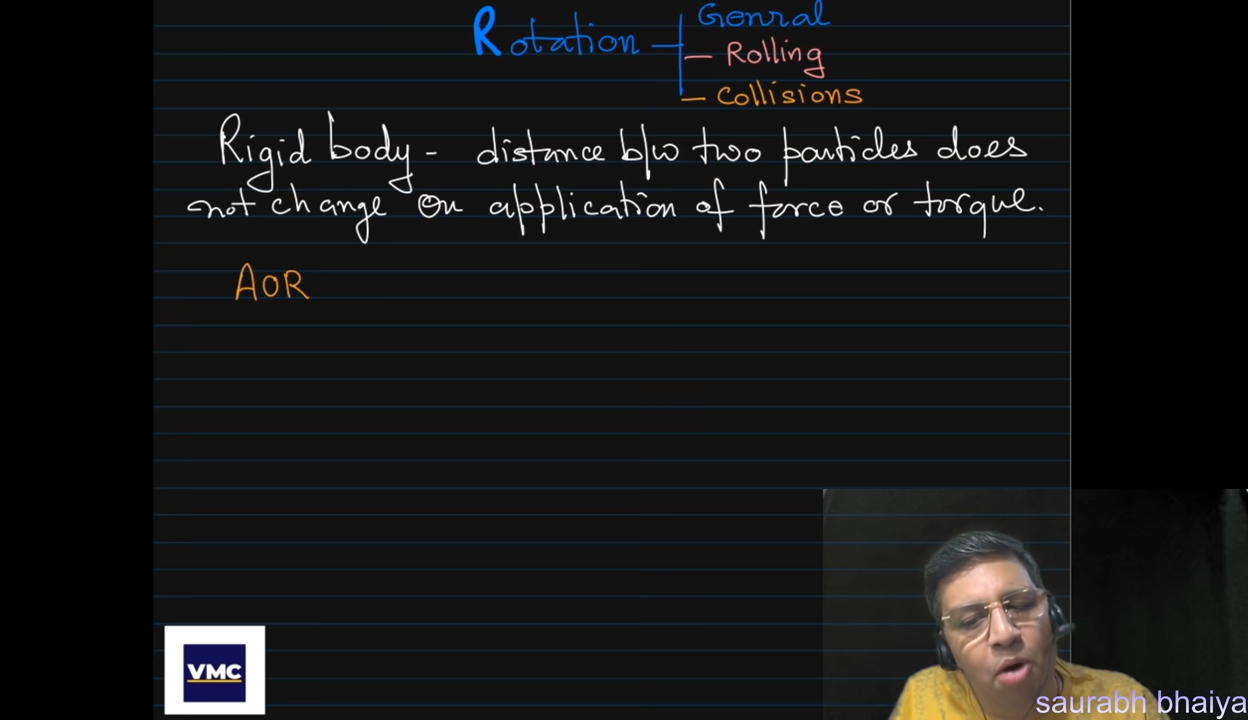 Genral
Rotation
- Rolling
- Collisions
Rigid body - distance b/w two particles does
not change on application of force or torque.
AOR
VMC
saurabh bhaiya